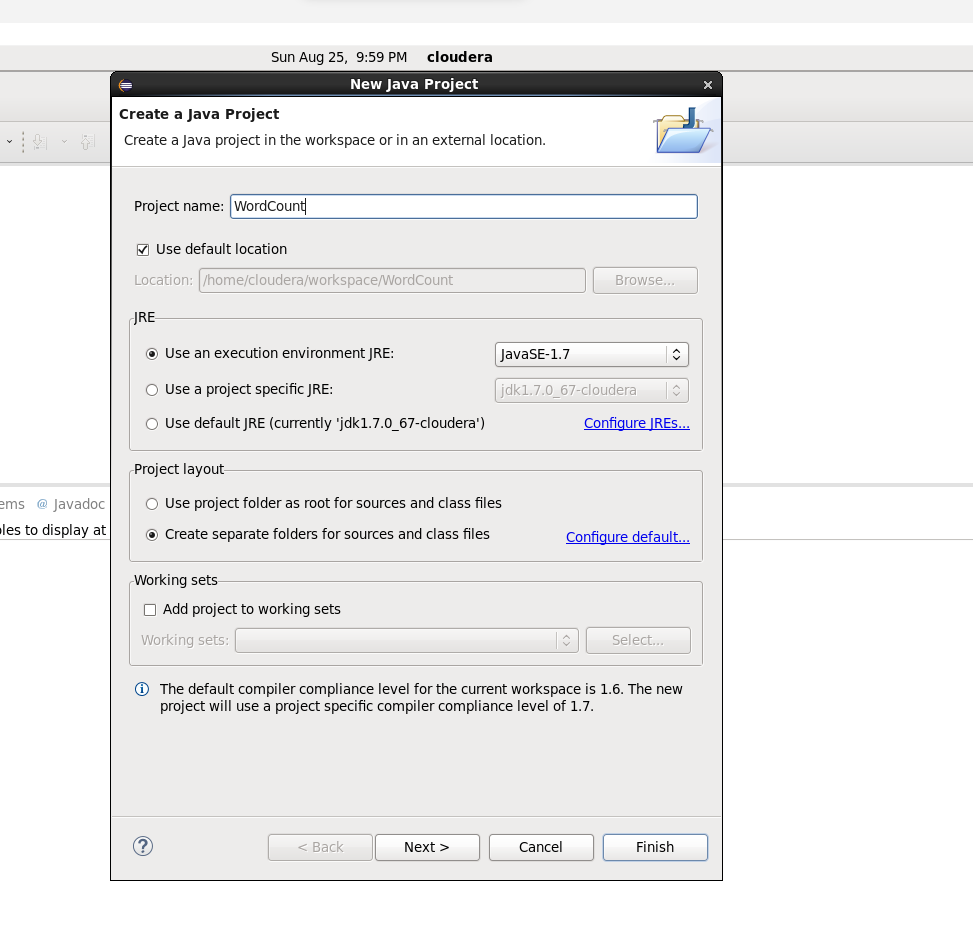 Sun Aug 25, 9:59 PM cloudera
New Java Project
Create a Java Project
Create a Java project in the workspace or in an external location.
Project name: WordCount
Use default location
Location: /home/cloudera/workspace/WordCount Browse...
JRE
Use an execution environment JRE: JavaSE-1.7
Use a project specific JRE: jdk1.7.0_67-cloudera
Use default JRE (currently 'jdk1.7.0_67-cloudera') Configure JREs...
Project layout
Use project folder as root for sources and class files
ems @ Javadoc
Create separate folders for sources and class files Configure default...
oles to display at
Working sets
Add project to working sets
Working sets: Select...
The default compiler compliance level for the current workspace is 1.6. The new
project will use a project specific compiler compliance level of 1.7.
< Back Next > Cancel Finish